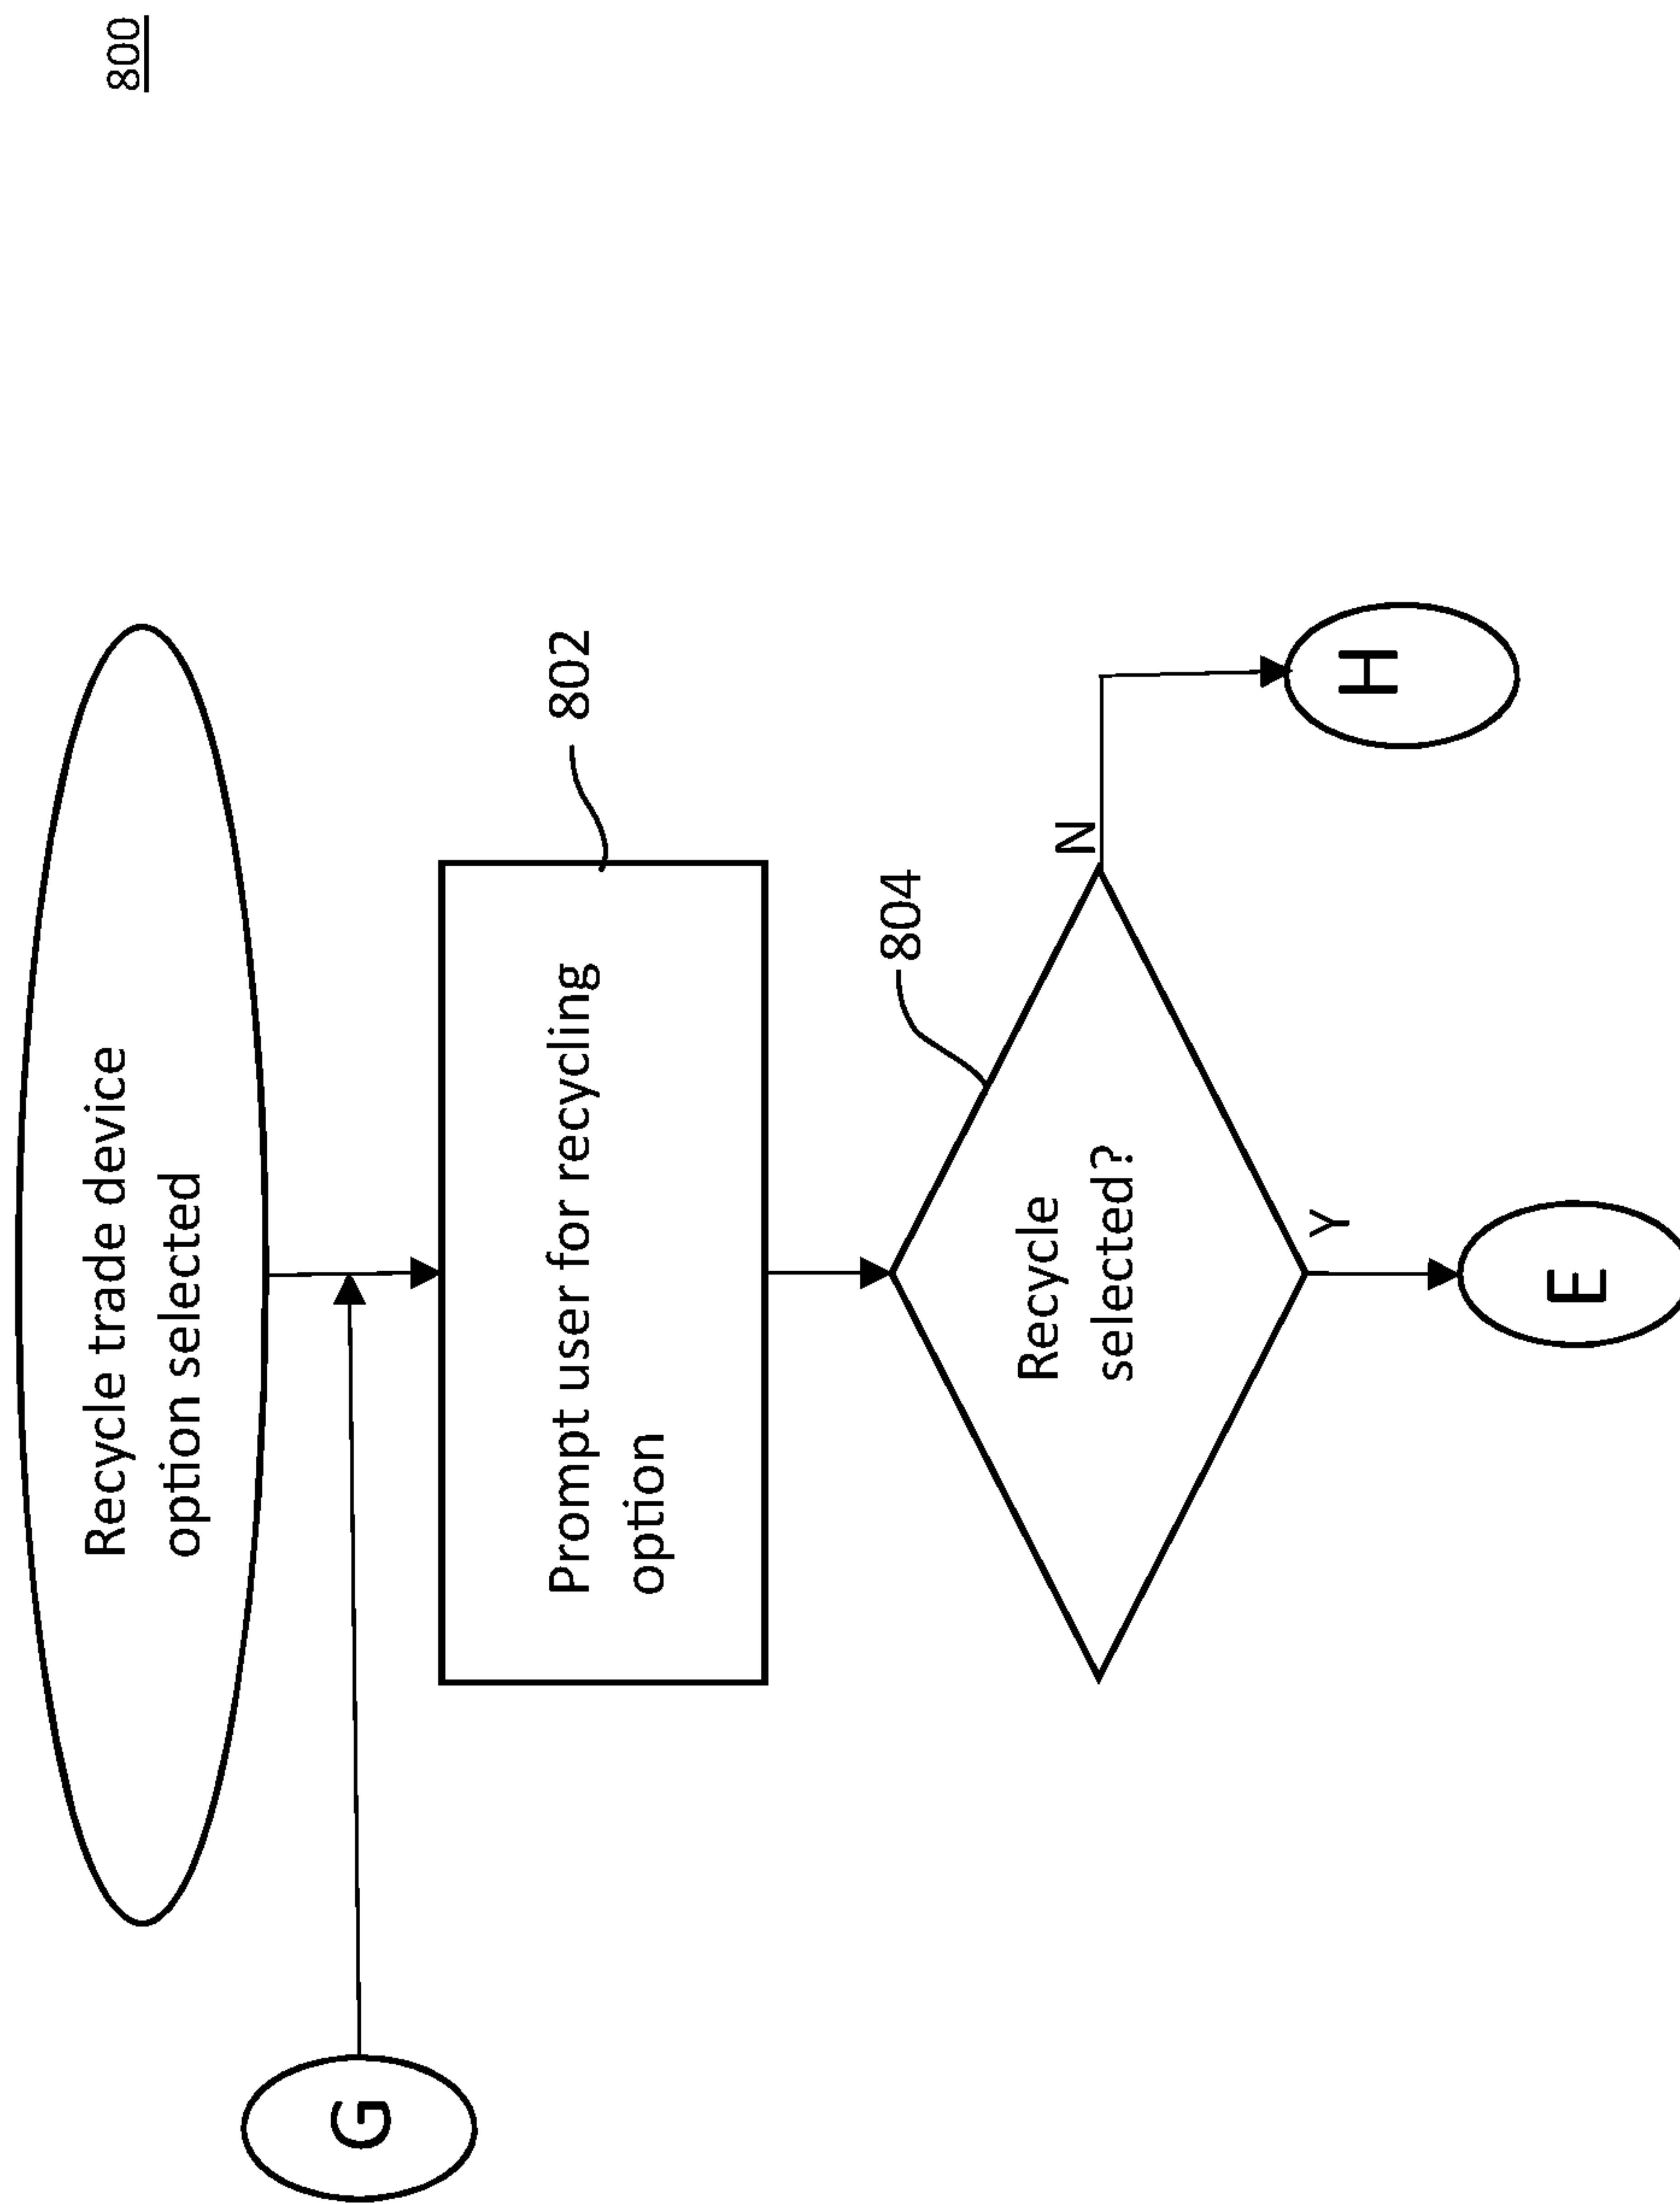 800
Recycle trade device
option selected
G
802
Prompt user for recycling
option
804
Recycle
selected?
N
Y
H
E